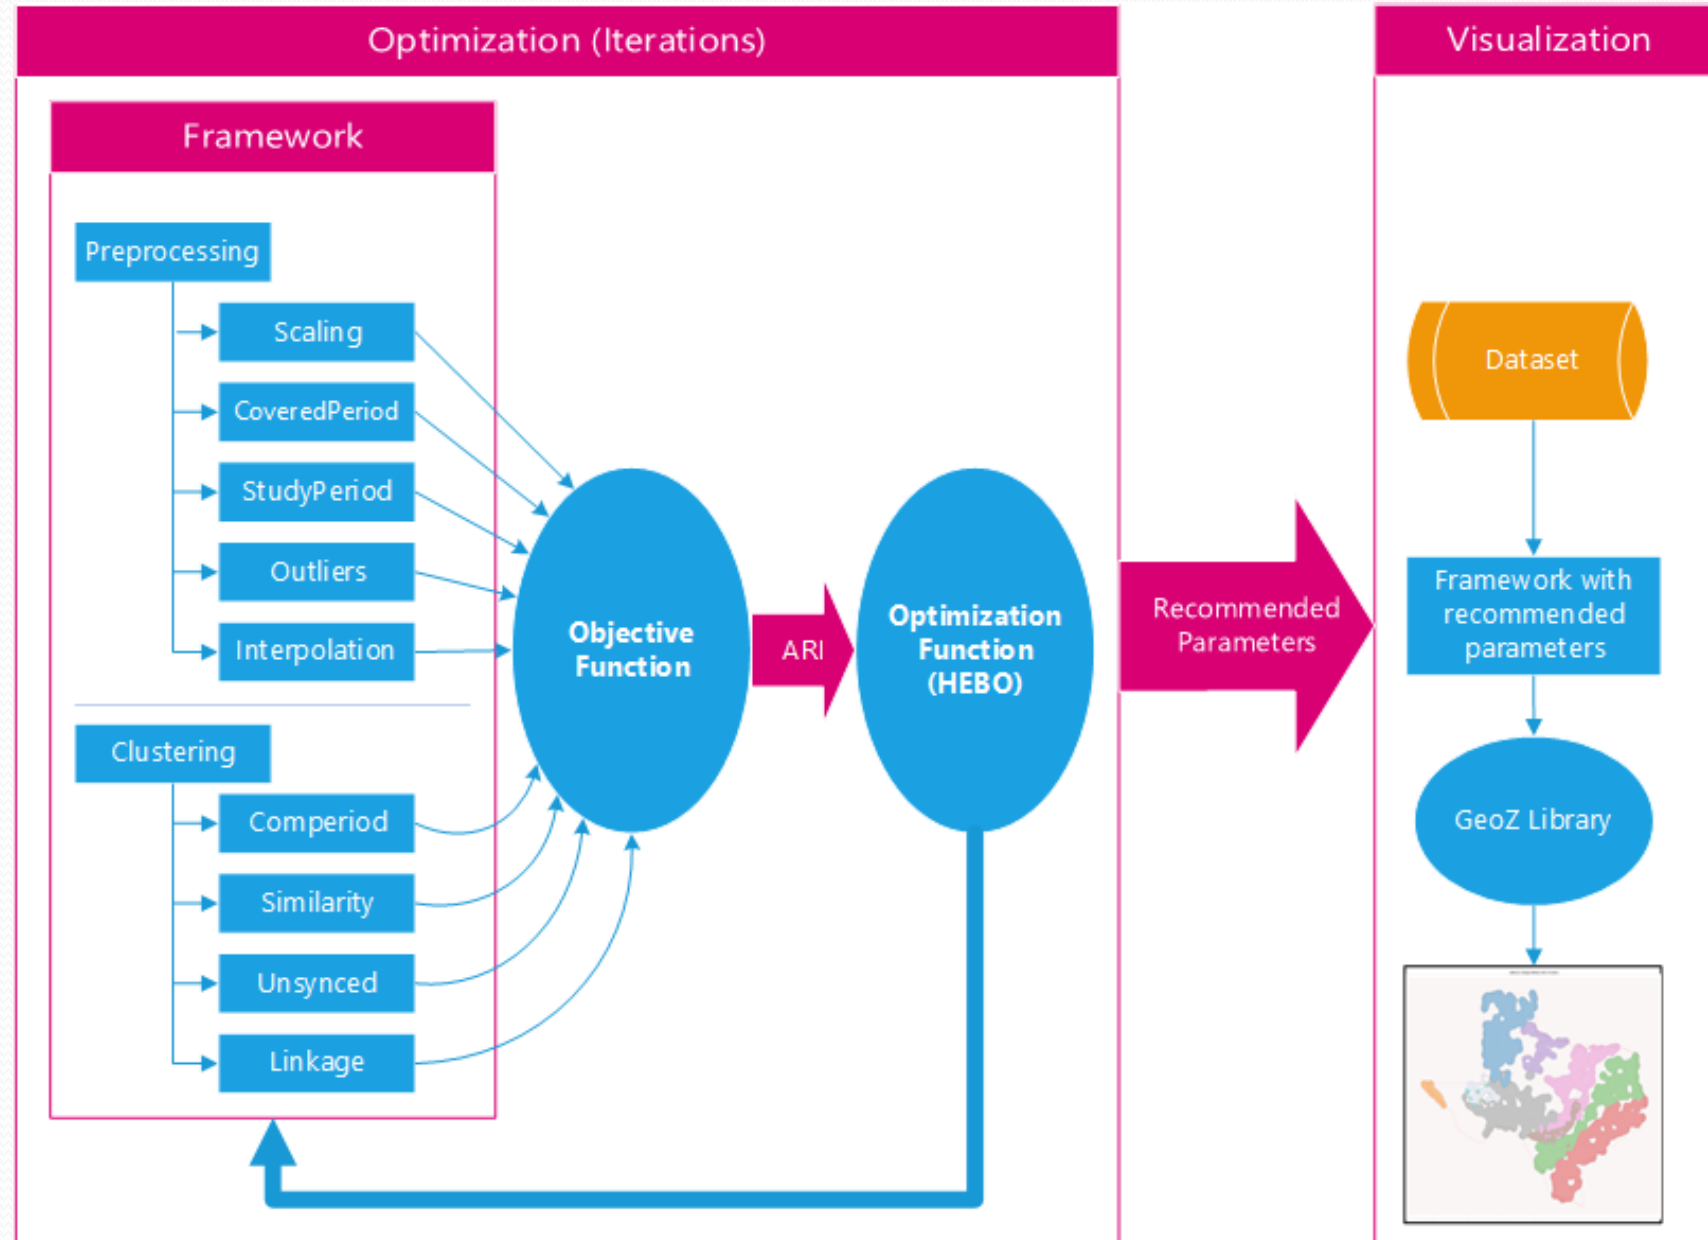 Optimization (Iterations)
Visualization
Framework
Preprocessing
Scaling
CoveredPeriod
StudyPeriod
Outliers
Interpolation
Clustering
Comperiod
Similarity
Unsynced
Linkage
Objective
Function
ARI
Optimization
Function
(HEBO)
Recommended
Parameters
Dataset
Framework with
recommended
parameters
GeoZ Library